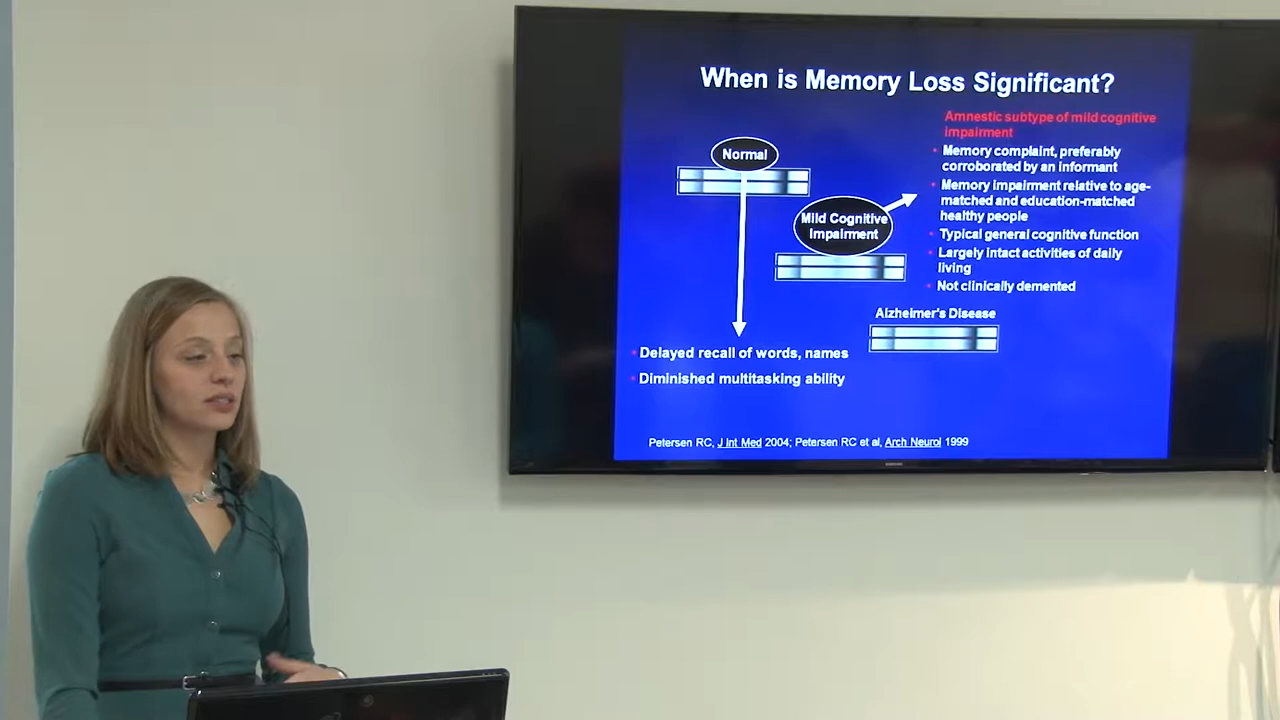 When is Memory Loss Significant?
Normal
Mild Cognitive
Impairment
Amnestic subtype of mild cognitive
impairment
• Memory complaint, preferably
corroborated by an informant
• Memory impairment relative to age-
matched and education-matched
healthy people
• Typical general cognitive function
• Largely intact activities of daily
living
• Not clinically demented
Alzheimer's Disease
• Delayed recall of words, names
• Diminished multitasking ability
Petersen RC, J Int Med 2004; Petersen RC et al, Arch Neurol 1999
SAMSUNG